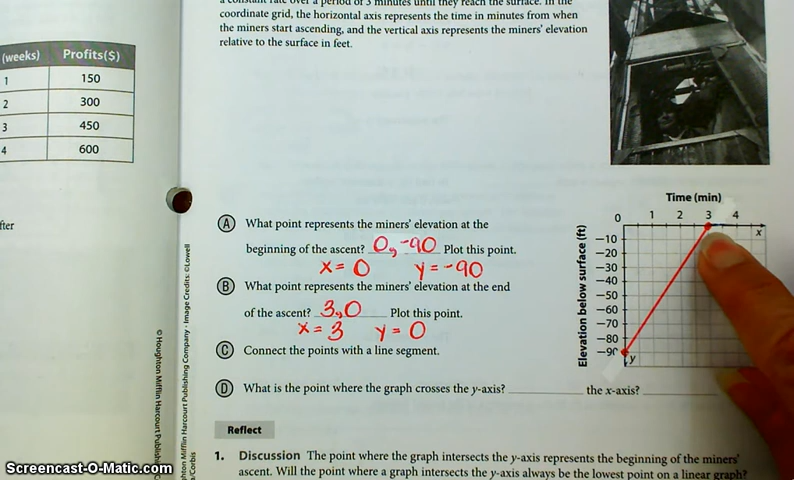 a constant rate over a period of 3 minutes until they reach the surface. In the
coordinate grid, the horizontal axis represents the time in minutes from when
the miners start ascending, and the vertical axis represents the miners' elevation
relative to the surface in feet.
(weeks) Profits($)
1 150
2 300
3 450
4 600
fter
© Houghton Mifflin Harcourt Publishing Company · Image Credits: ©Lowell
/Corbis
A What point represents the miners' elevation at the
beginning of the ascent? 0, -90 Plot this point.
x = 0 y = -90
B What point represents the miners' elevation at the end
of the ascent? 3, 0 Plot this point.
x = 3 y = 0
C Connect the points with a line segment.
D What is the point where the graph crosses the y-axis? the x-axis?
Time (min)
0 1 2 3 4
x
Elevation below surface (ft)
-10
-20
-30
-40
-50
-60
-70
-80
-90
y
Reflect
1. Discussion The point where the graph intersects the y-axis represents the beginning of the miners'
ascent. Will the point where a graph intersects the y-axis always be the lowest point on a linear graph?
Screencast-O-Matic.com